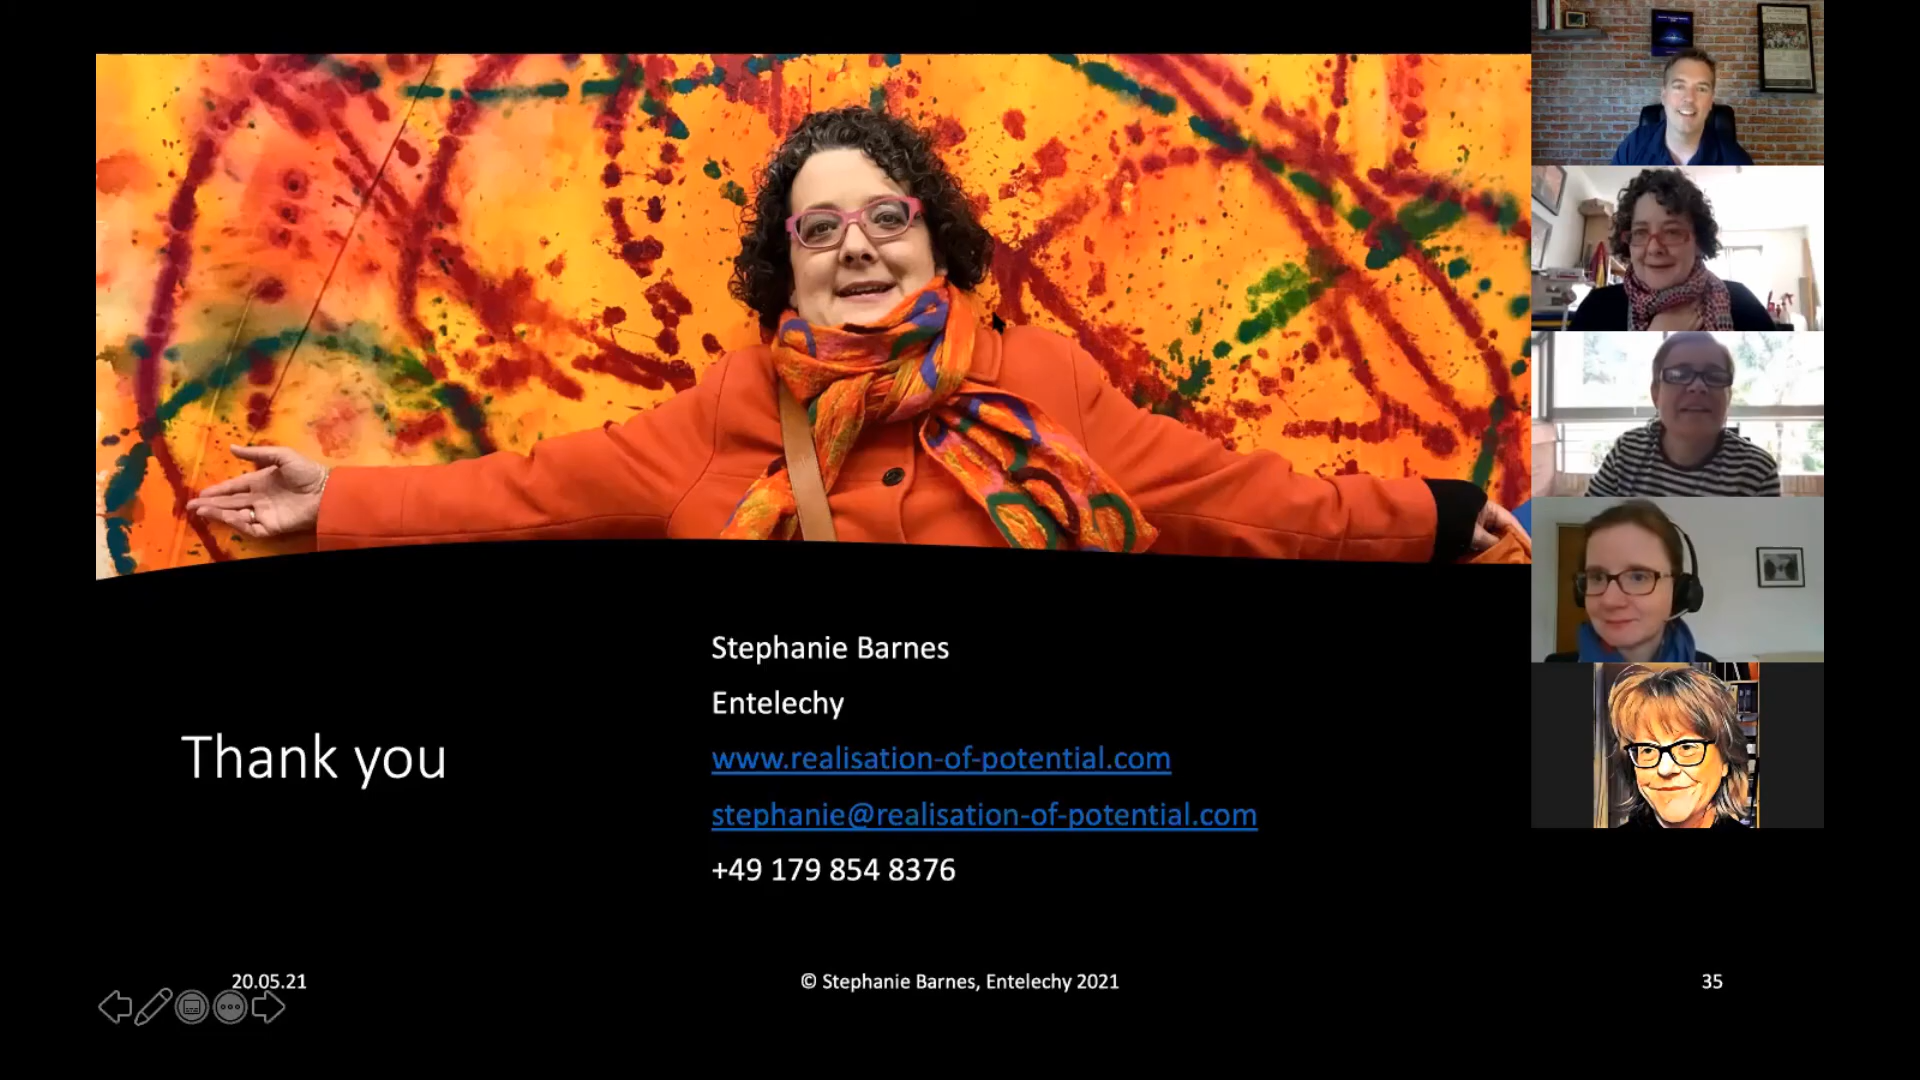 Thank you
Stephanie Barnes
Entelechy
www.realisation-of-potential.com
stephanie@realisation-of-potential.com
+49 179 854 8376
20.05.21
© Stephanie Barnes, Entelechy 2021
35